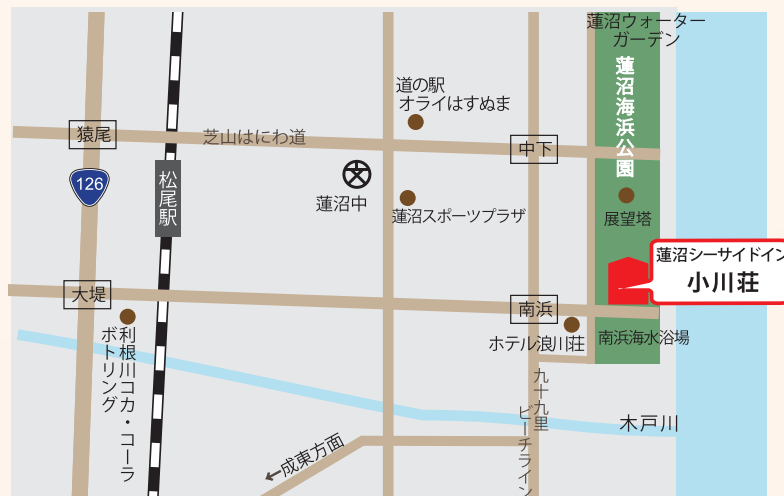 蓮沼ウォーター
ガーデン
蓮沼海浜公園
道の駅
オライはすぬま
猿尾
芝山はにわ道
中下
126
松尾駅
蓮沼中
蓮沼スポーツプラザ
展望塔
蓮沼シーサイドイン
小川荘
大堤
南浜
利根川コカ・コーラ
ボトリング
ホテル浪川荘
南浜海水浴場
九十九里
ビーチライン
木戸川
←成東方面